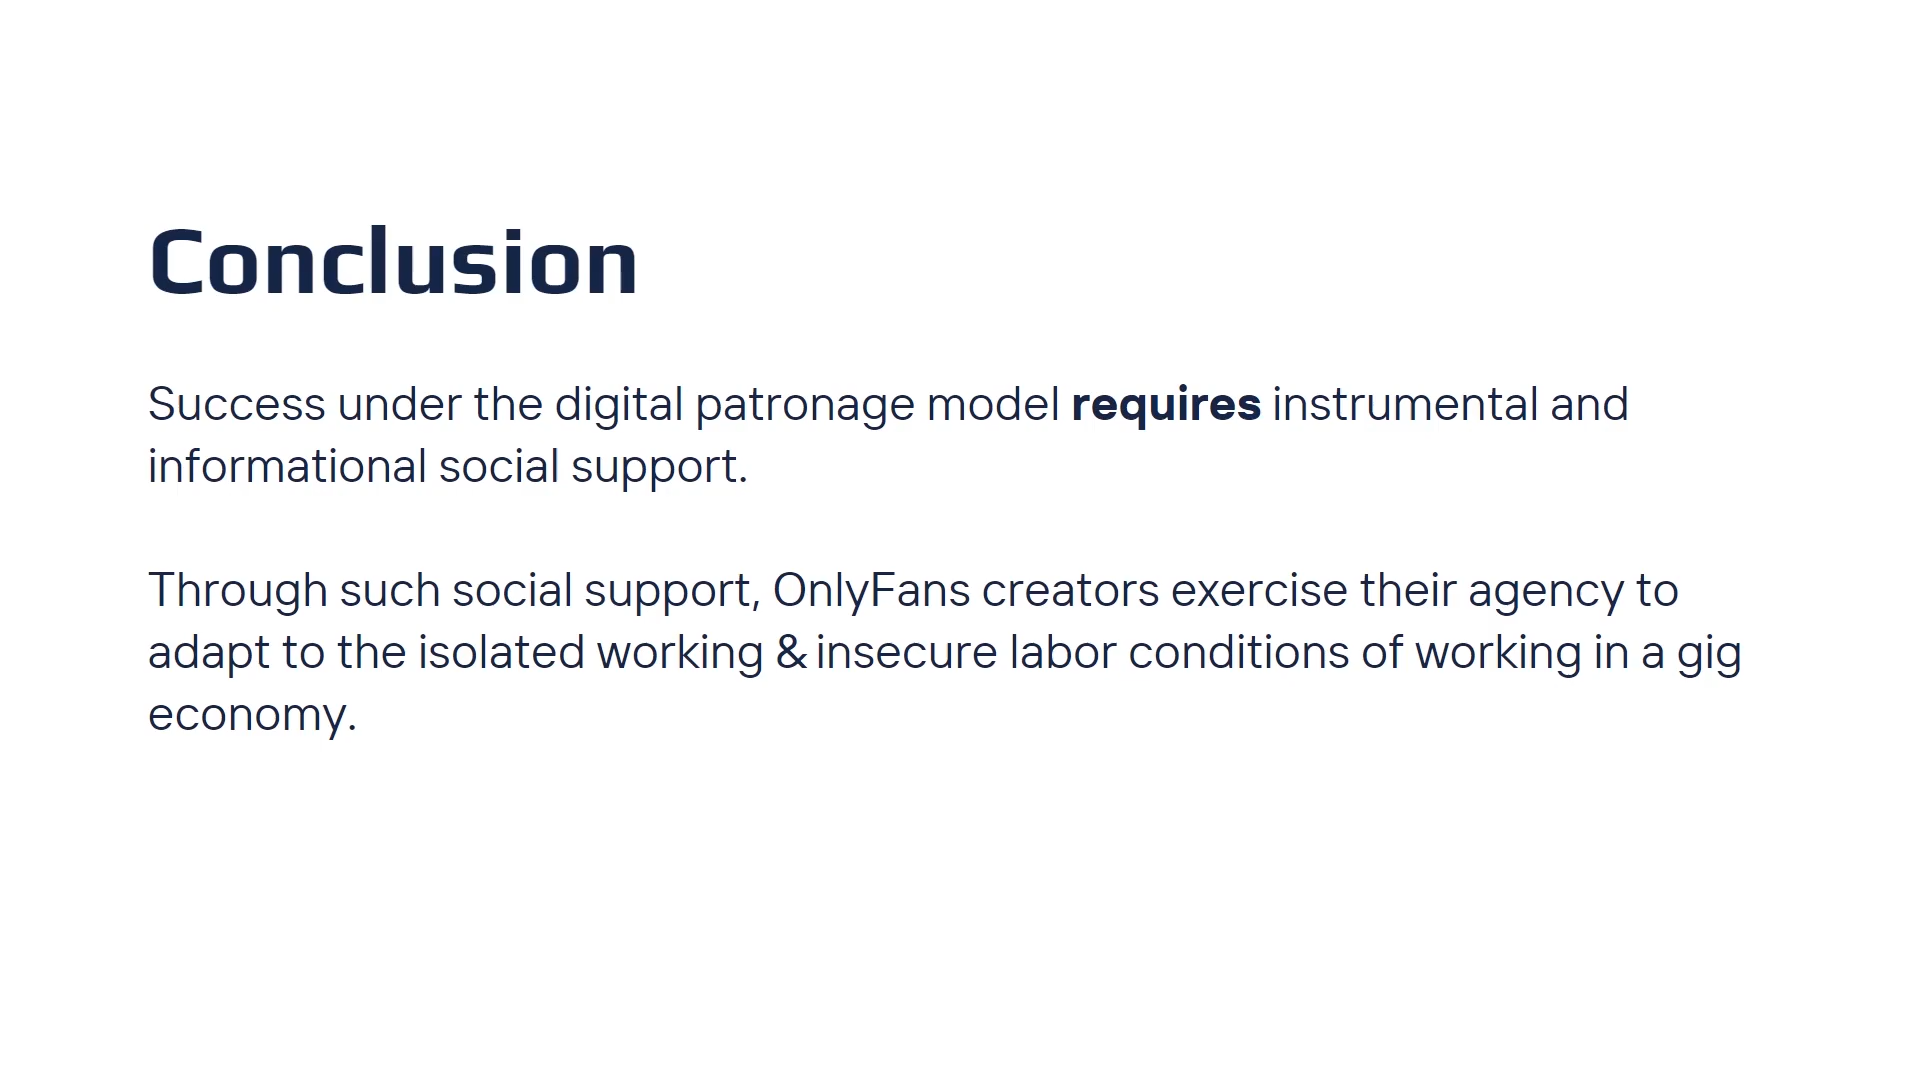 Conclusion
Success under the digital patronage model requires instrumental and
informational social support.
Through such social support, OnlyFans creators exercise their agency to
adapt to the isolated working & insecure labor conditions of working in a gig
economy.